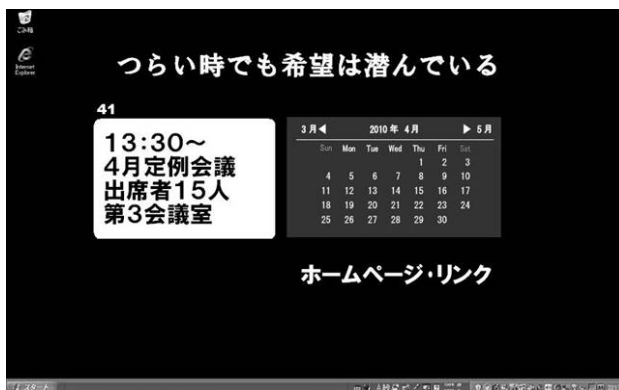 ごみ箱
Internet
Explorer
つらい時でも希望は潜んでいる
41
13:30～
4月定例会議
出席者15人
第3会議室
3月◀ 2010年 4月 ▶5月
Sun Mon Tue Wed Thu Fri Sat
1 2 3
4 5 6 7 8 9 10
11 12 13 14 15 16 17
18 19 20 21 22 23 24
25 26 27 28 29 30
ホームページ・リンク
スタート